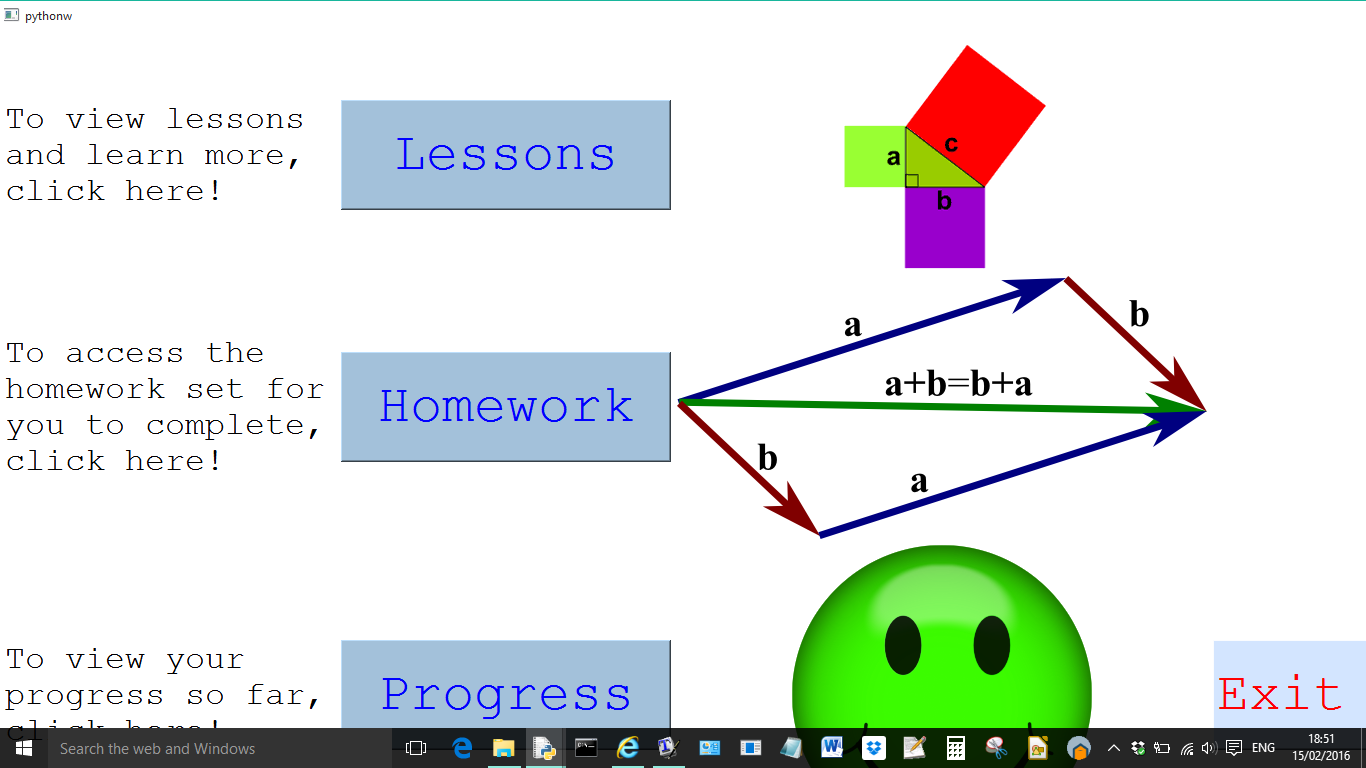 pythonw
To view lessons
and learn more,
click here!
Lessons
a
c
b
To access the
homework set for
you to complete,
click here!
Homework
a
b
a+b=b+a
b
a
To view your
progress so far,
click here!
Progress
Exit
Search the web and Windows
ENG
18:51
15/02/2016